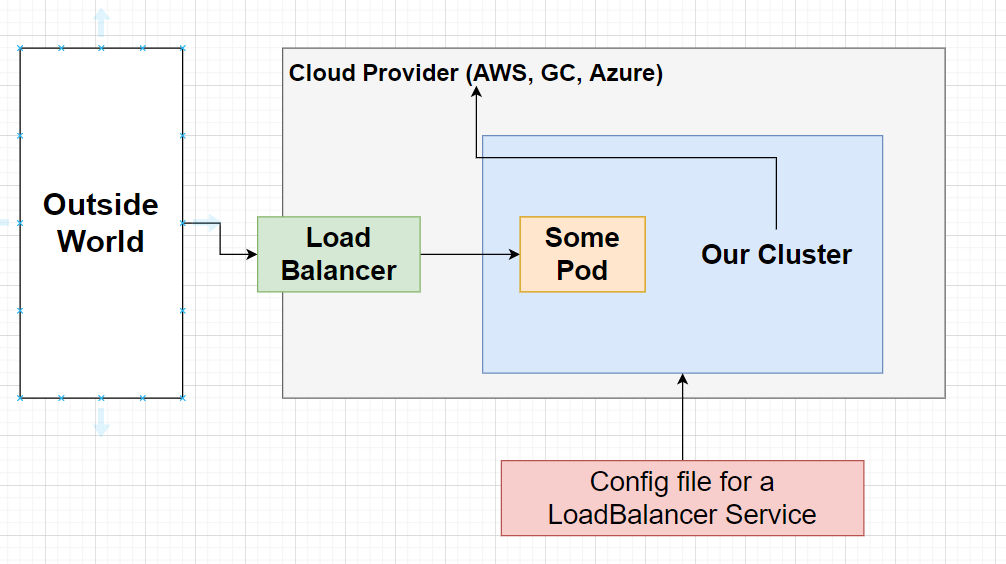 Cloud Provider (AWS, GC, Azure)
Outside
World
Load
Balancer
Some
Pod
Our Cluster
Config file for a
LoadBalancer Service